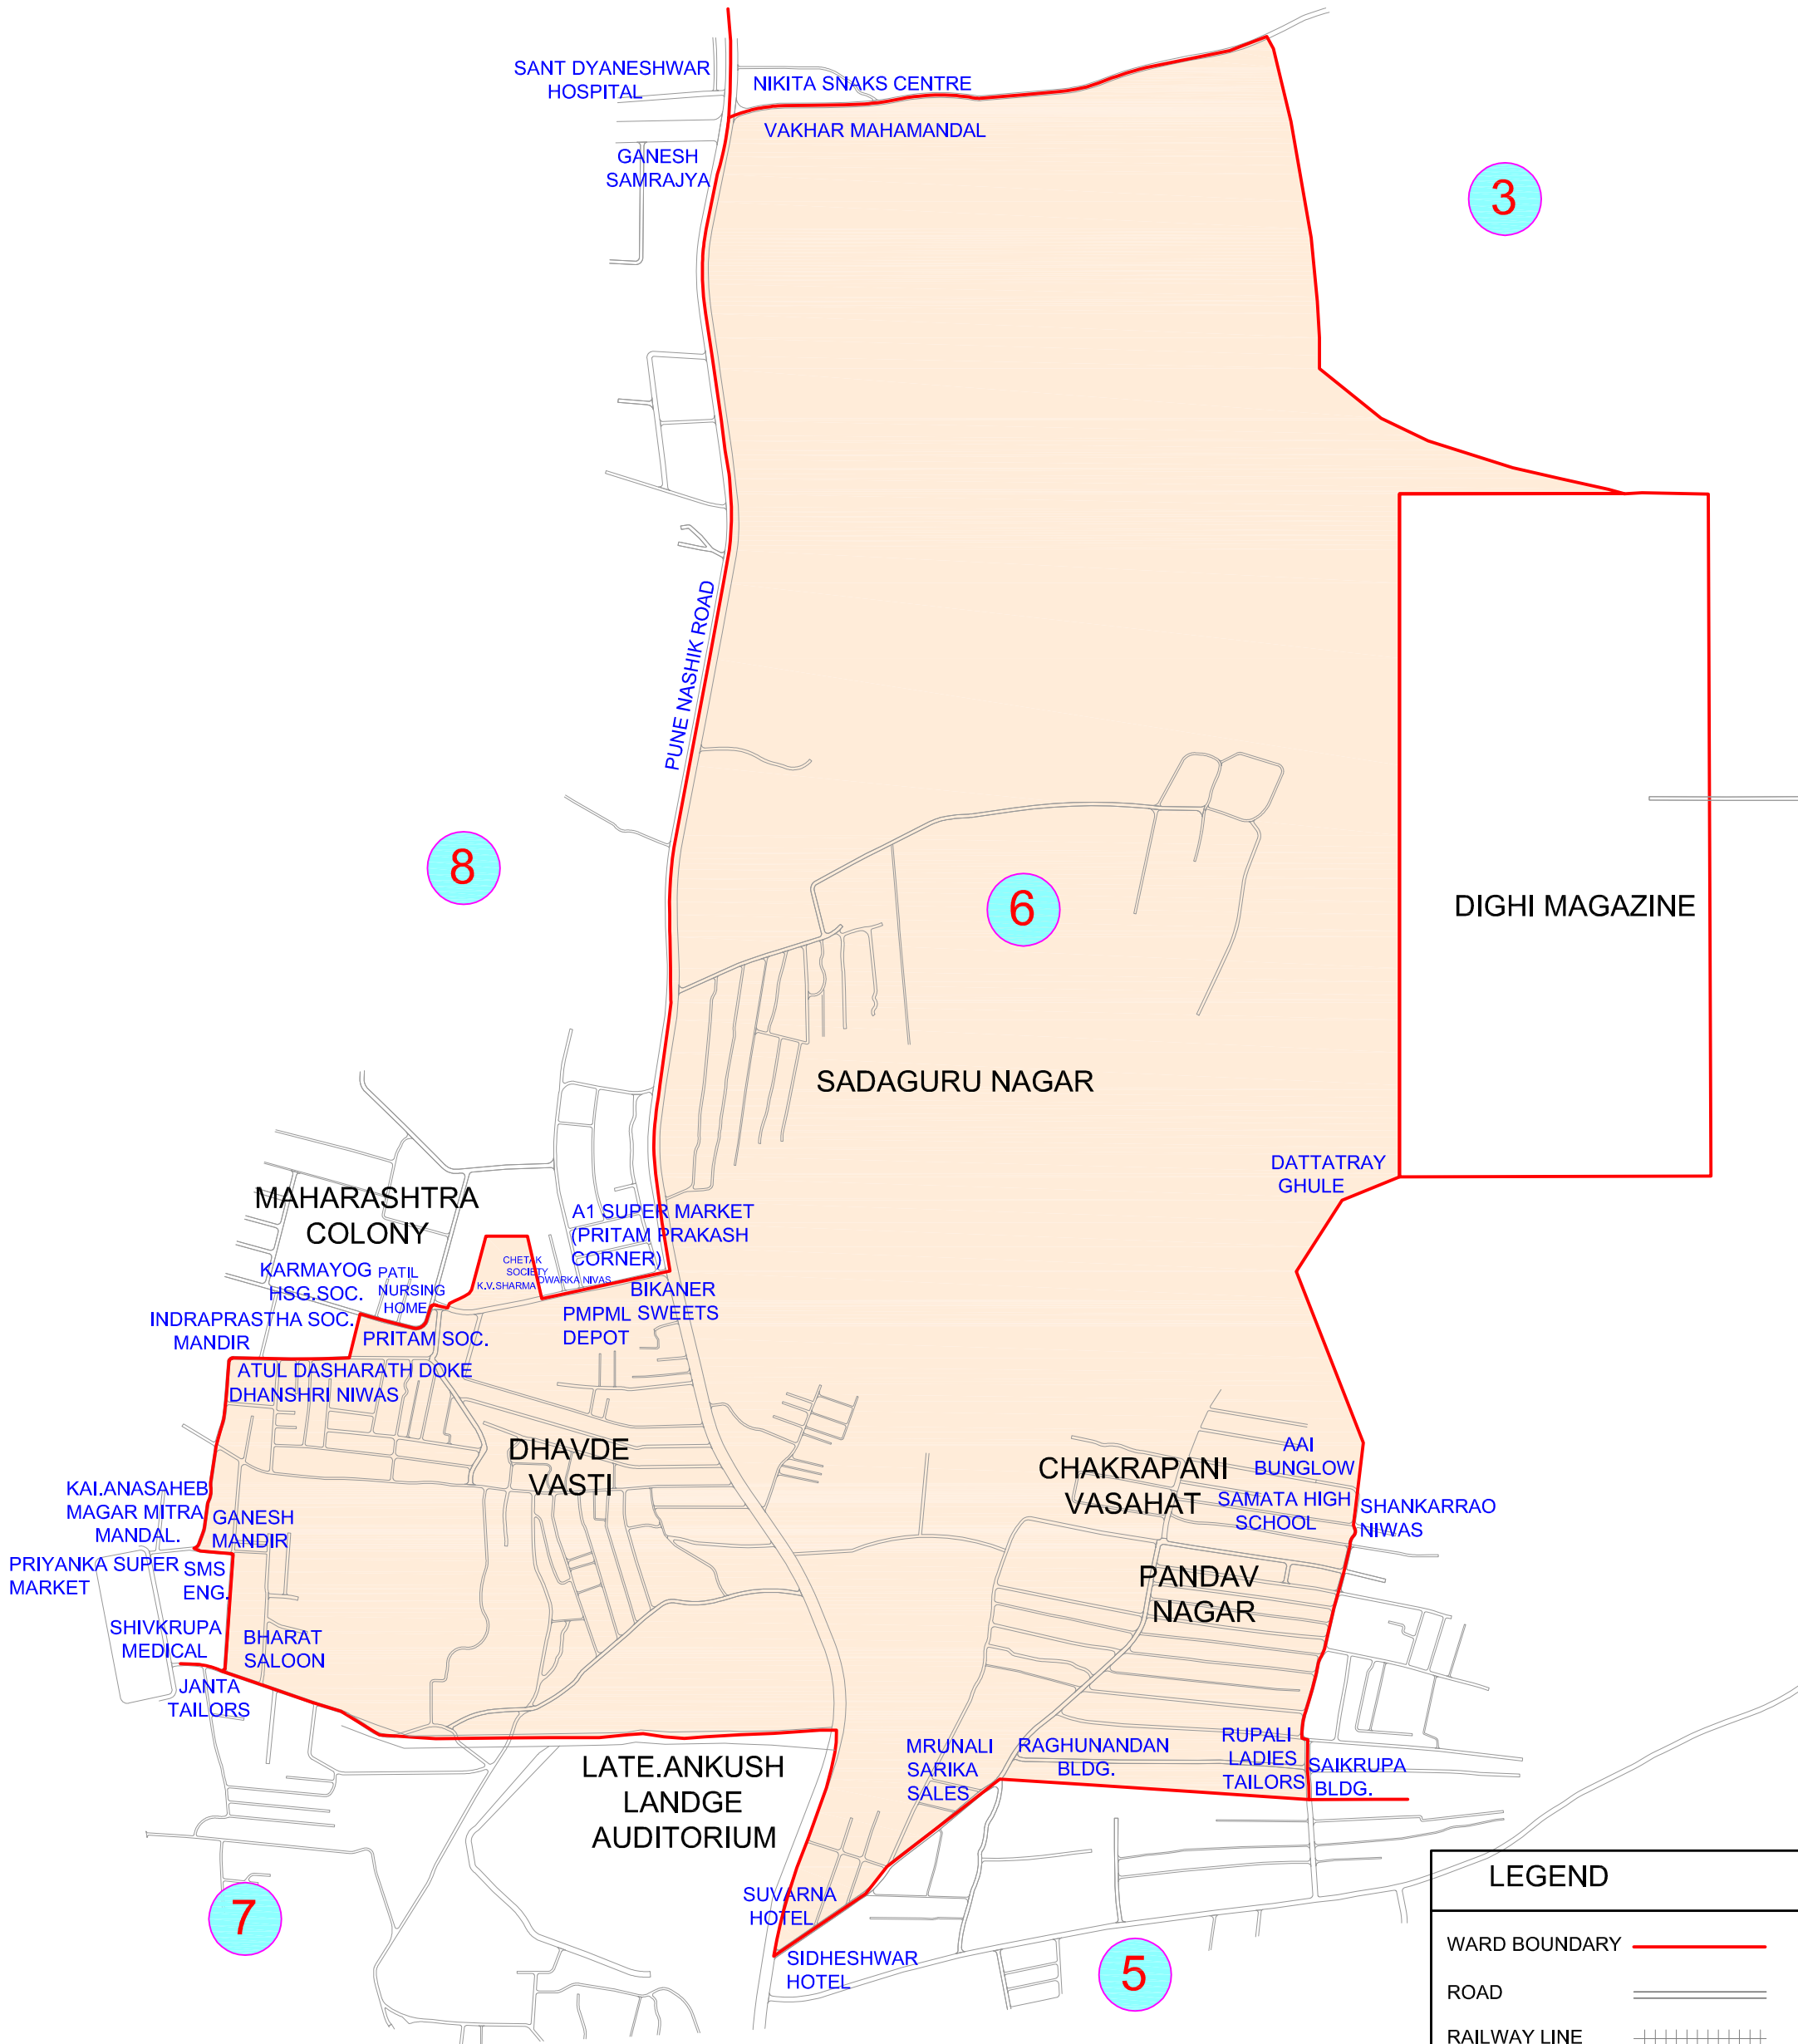 SANT DYANESHWAR
HOSPITAL
NIKITA SNAKS CENTRE
VAKHAR MAHAMANDAL
GANESH
SAMRAJYA
3
PUNE NASHIK ROAD
8
6
DIGHI MAGAZINE
SADAGURU NAGAR
DATTATRAY
GHULE
MAHARASHTRA
COLONY
A1 SUPER MARKET
(PRITAM PRAKASH
CORNER)
CHETAK
SOCIETY
K.V.SHARMA
DWARKA NIVAS
KARMAYOG
HSG.SOC.
PATIL
NURSING
HOME
BIKANER
SWEETS
PMPML
DEPOT
INDRAPRASTHA SOC.
MANDIR
PRITAM SOC.
ATUL DASHARATH DOKE
DHANSHRI NIWAS
DHAVDE
VASTI
CHAKRAPANI
VASAHAT
AAI
BUNGLOW
SAMATA HIGH
SCHOOL
SHANKARRAO
NIWAS
KAI.ANASAHEB
MAGAR MITRA
MANDAL.
GANESH
MANDIR
PRIYANKA SUPER
MARKET
SMS
ENG.
PANDAV
NAGAR
SHIVKRUPA
MEDICAL
BHARAT
SALOON
JANTA
TAILORS
LATE.ANKUSH
LANDGE
AUDITORIUM
MRUNALI
SARIKA
SALES
RAGHUNANDAN
BLDG.
RUPALI
LADIES
TAILORS
SAIKRUPA
BLDG.
SUVARNA
HOTEL
SIDHESHWAR
HOTEL
7
5
LEGEND
WARD BOUNDARY
ROAD
RAILWAY LINE